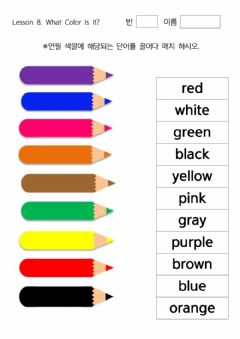 Lesson 8. What Color Is It? 반 이름
※연필 색깔에 해당되는 단어를 끌어다 매치 하시오.
red
white
green
black
yellow
pink
gray
purple
brown
blue
orange